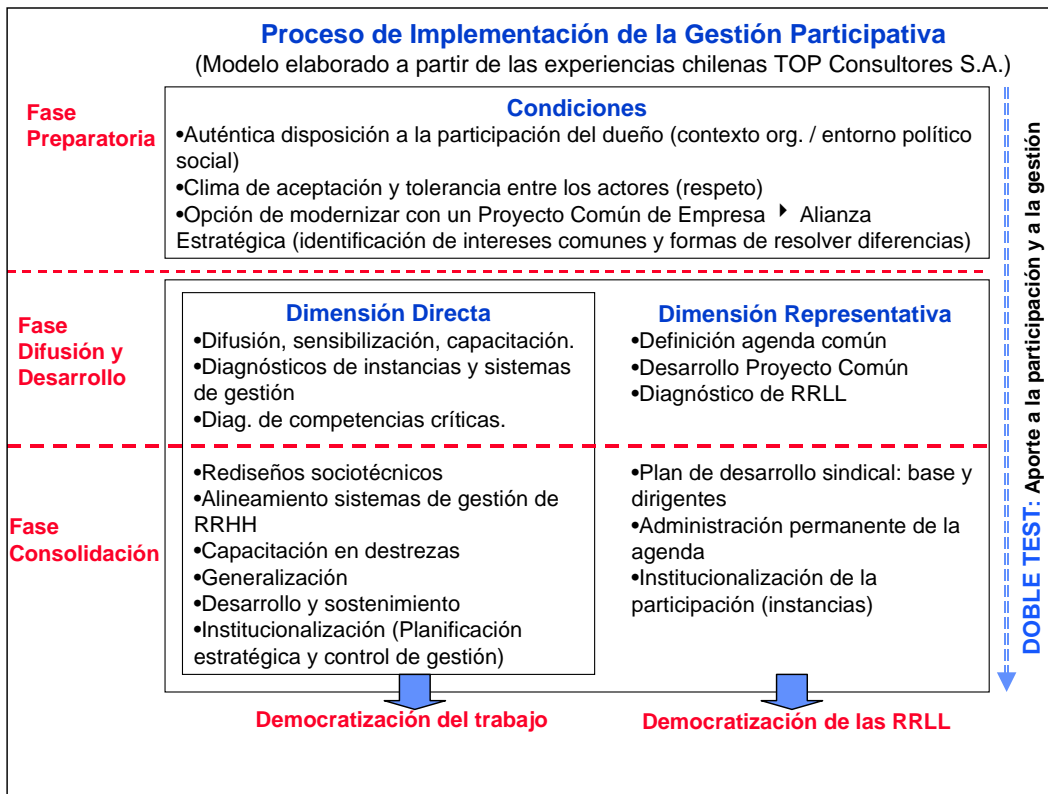 Proceso de Implementación de la Gestión Participativa
(Modelo elaborado a partir de las experiencias chilenas TOP Consultores S.A.)
Fase
Preparatoria
Condiciones
•Auténtica disposición a la participación del dueño (contexto org. / entorno político
social)
•Clima de aceptación y tolerancia entre los actores (respeto)
•Opción de modernizar con un Proyecto Común de Empresa ▶ Alianza
Estratégica (identificación de intereses comunes y formas de resolver diferencias)
Fase
Difusión y
Desarrollo
Dimensión Directa
•Difusión, sensibilización, capacitación.
•Diagnósticos de instancias y sistemas
de gestión
•Diag. de competencias críticas.
Dimensión Representativa
•Definición agenda común
•Desarrollo Proyecto Común
•Diagnóstico de RRLL
Fase
Consolidación
•Rediseños sociotécnicos
•Alineamiento sistemas de gestión de
RRHH
•Capacitación en destrezas
•Generalización
•Desarrollo y sostenimiento
•Institucionalización (Planificación
estratégica y control de gestión)
•Plan de desarrollo sindical: base y
dirigentes
•Administración permanente de la
agenda
•Institucionalización de la
participación (instancias)
Democratización del trabajo
Democratización de las RRLL
DOBLE TEST: Aporte a la participación y a la gestión